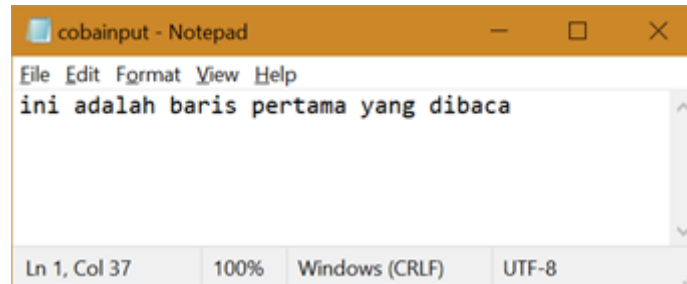 cobainput - Notepad
File Edit Format View Help
ini adalah baris pertama yang dibaca
Ln 1, Col 37 100% Windows (CRLF) UTF-8